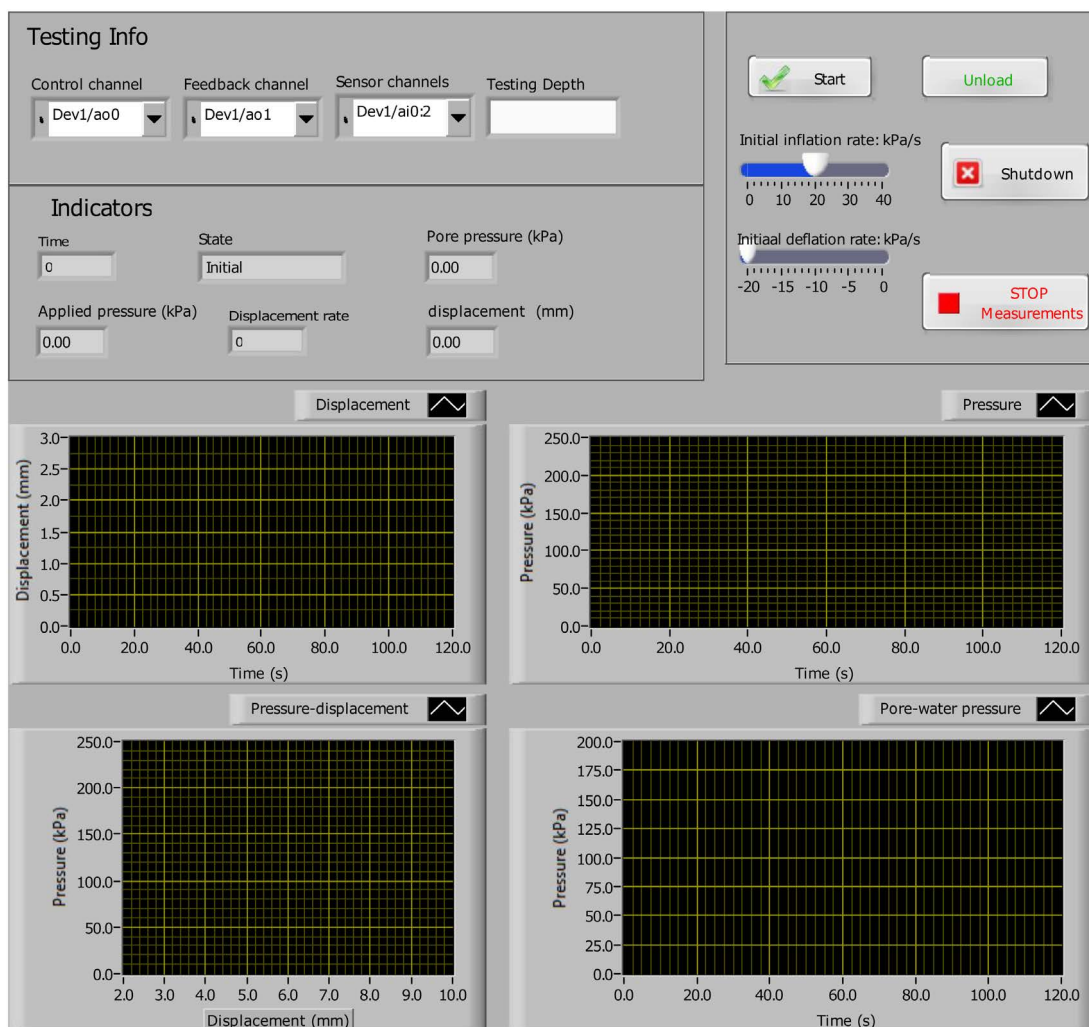 Testing Info
Control channel
Feedback channel
Sensor channels
Testing Depth
Dev1/ao0
Dev1/ao1
Dev1/ai0:2
Indicators
Time
State
Pore pressure (kPa)
0
Initial
0.00
Applied pressure (kPa)
Displacement rate
displacement (mm)
0.00
0
0.00
Start
Unload
Initial inflation rate: kPa/s
0 10 20 30 40
Shutdown
Initiaal deflation rate: kPa/s
-20 -15 -10 -5 0
STOP
Measurements
Displacement
3.0
2.5
2.0
1.5
1.0
0.5
0.0
Displacement (mm)
0.0 20.0 40.0 60.0 80.0 100.0 120.0
Time (s)
Pressure
250.0
200.0
150.0
100.0
50.0
0.0
Pressure (kPa)
0.0 20.0 40.0 60.0 80.0 100.0 120.0
Time (s)
Pressure-displacement
250.0
200.0
150.0
100.0
50.0
0.0
Pressure (kPa)
2.0 3.0 4.0 5.0 6.0 7.0 8.0 9.0 10.0
Displacement (mm)
Pore-water pressure
200.0
175.0
150.0
125.0
100.0
75.0
50.0
25.0
0.0
Pressure (kPa)
0.0 20.0 40.0 60.0 80.0 100.0 120.0
Time (s)